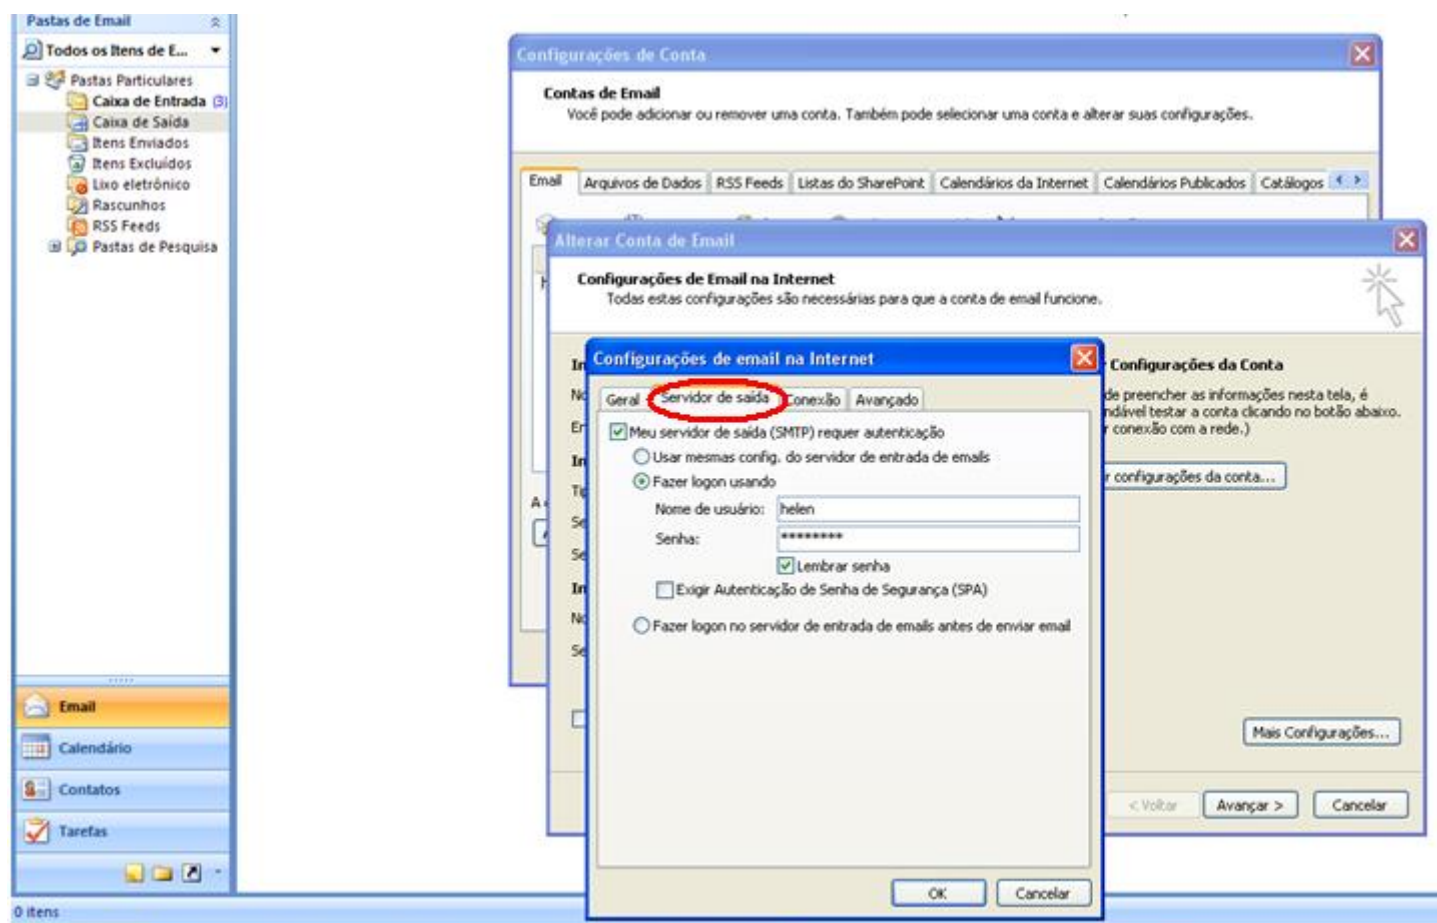 Pastas de Email
Todos os Itens de E...
Pastas Particulares
Caixa de Entrada (3)
Caixa de Saída
Itens Enviados
Itens Excluídos
Lixo eletrônico
Rascunhos
RSS Feeds
Pastas de Pesquisa
Email
Calendário
Contatos
Tarefas
0 itens
Configurações de Conta
Contas de Email
Você pode adicionar ou remover uma conta. Também pode selecionar uma conta e alterar suas configurações.
Email Arquivos de Dados RSS Feeds Listas do SharePoint Calendários da Internet Calendários Publicados Catálogos
Alterar Conta de Email
Configurações de Email na Internet
Todas estas configurações são necessárias para que a conta de email funcione.
Configurações da Conta
de preencher as informações nesta tela, é
ndável testar a conta clicando no botão abaixo.
conexão com a rede.)
configurações da conta...
Mais Configurações...
< Voltar Avançar > Cancelar
Configurações de email na Internet
Geral Servidor de saída Conexão Avançado
Meu servidor de saída (SMTP) requer autenticação
Usar mesmas config. do servidor de entrada de emails
Fazer logon usando
Nome de usuário: helen
Senha: ********
Lembrar senha
Exigir Autenticação de Senha de Segurança (SPA)
Fazer logon no servidor de entrada de emails antes de enviar email
OK Cancelar